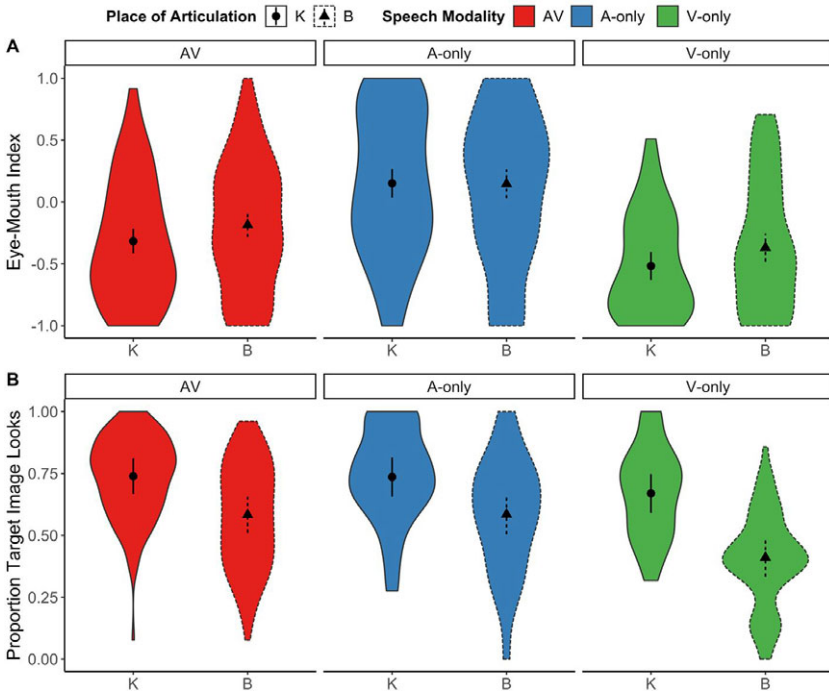 Place of Articulation K B Speech Modality AV A-only V-only
A
AV A-only V-only
Eye-Mouth Index
1.0
0.5
0.0
-0.5
-1.0
K B K B K B
B
AV A-only V-only
Proportion Target Image Looks
1.00
0.75
0.50
0.25
0.00
K B K B K B